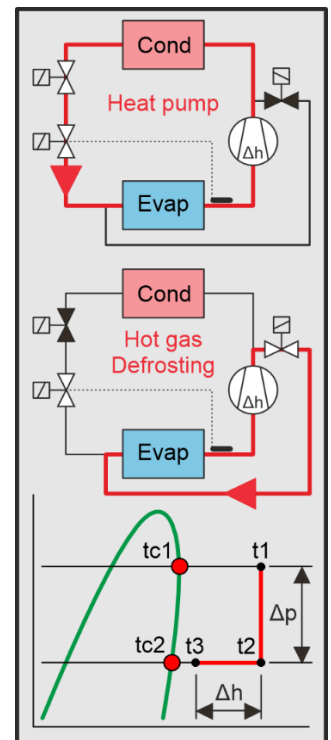 Cond
Heat pump
Δh
Evap
Cond
Hot gas
Defrosting
Δh
Evap
tc1
t1
Δp
tc2
t3
t2
Δh